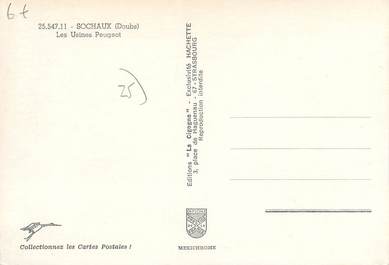 6+
25.547.11 - SOCHAUX (Doubs)
Les Usines Peugeot
25)
Editions "La Cigogne" - Exclusivité HACHETTE
3, place de Haguenau - 67-STRASBOURG
Reproduction interdite
Collectionnez les Cartes Postales !
MEXICHROME